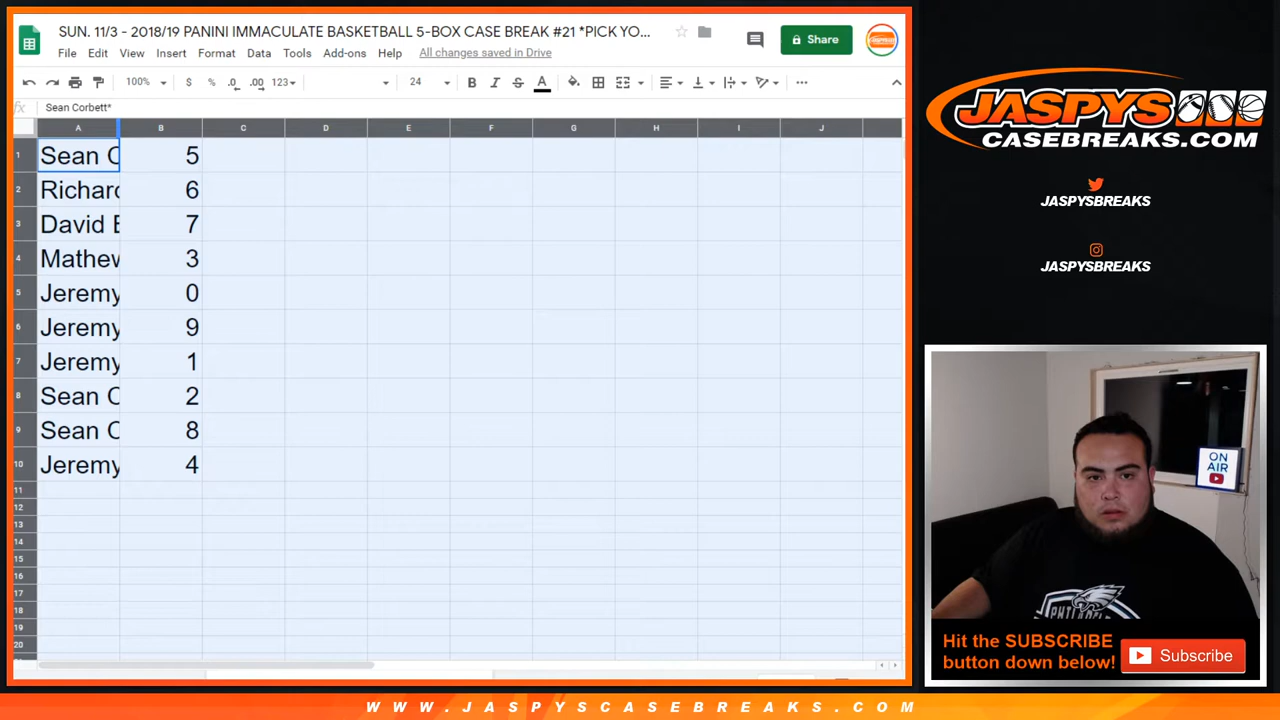 SUN. 11/3 - 2018/19 PANINI IMMACULATE BASKETBALL 5-BOX CASE BREAK #21 *PICK YO...
Share
File Edit View Insert Format Data Tools Add-ons Help All changes saved in Drive
100% $ % .0 .00 123 24 B I S A
fx Sean Corbett*
A B C D E F G H I J
1 Sean C 5
2 Richard 6
3 David B 7
4 Mathew 3
5 Jeremy 0
6 Jeremy 9
7 Jeremy 1
8 Sean C 2
9 Sean C 8
10 Jeremy 4
11
12
13
14
15
16
17
18
19
20
JASPYS
CASEBREAKS.COM
JASPYSBREAKS
JASPYSBREAKS
ON
AIR
Hit the SUBSCRIBE
button down below!
Subscribe
WWW.JASPYSCASEBREAKS.COM